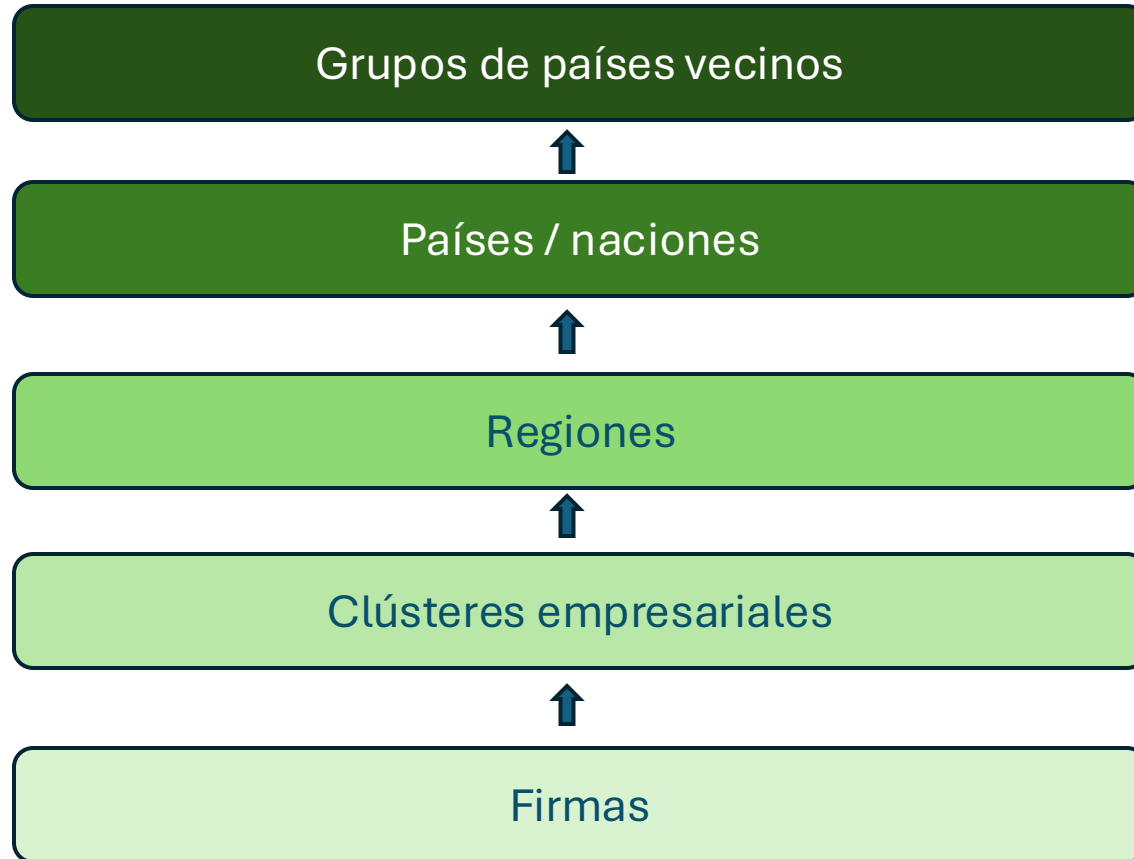 Grupos de países vecinos
Países / naciones
Regiones
Clústeres empresariales
Firmas